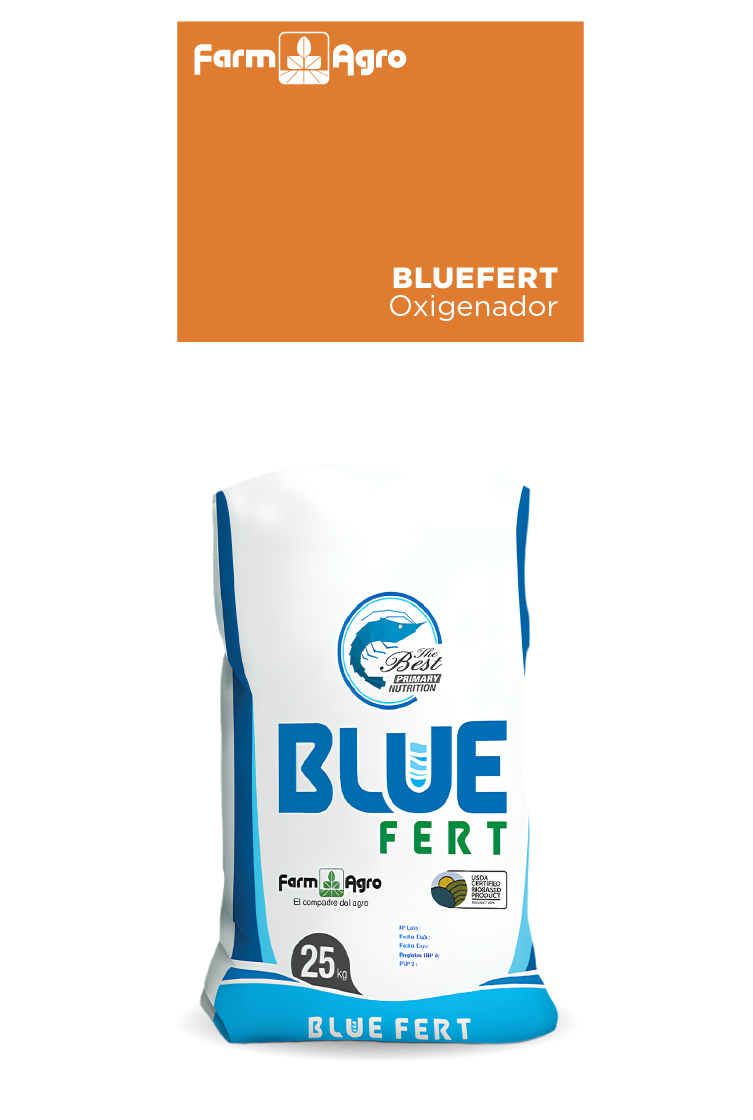 Farm Agro
BLUEFERT
Oxigenador
The
Best
PRIMARY
NUTRITION
BLUE
FERT
Farm Agro
El compadre del agro
USDA
CERTIFIED
BIOBASED
PRODUCT
25 kg
BLUE FERT